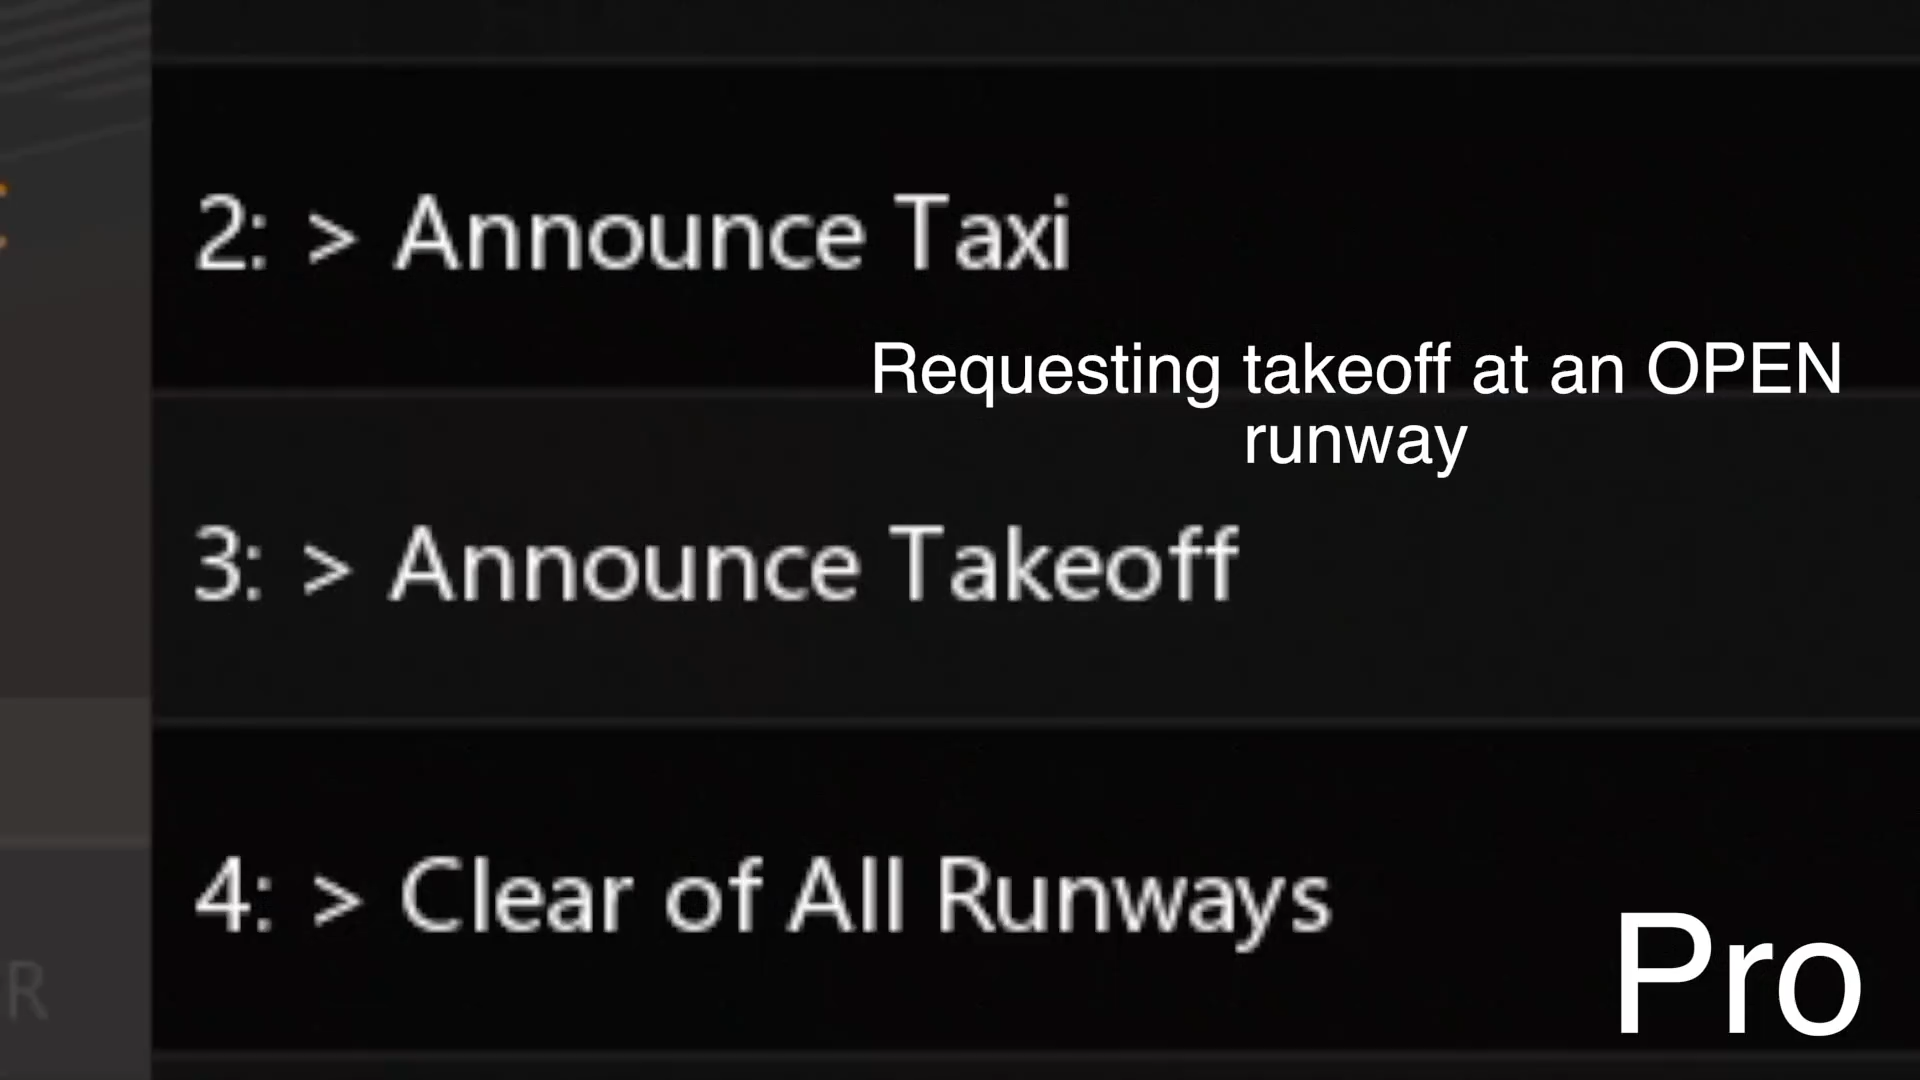 2: > Announce Taxi
Requesting takeoff at an OPEN
runway
3: > Announce Takeoff
4: > Clear of All Runways
Pro
R